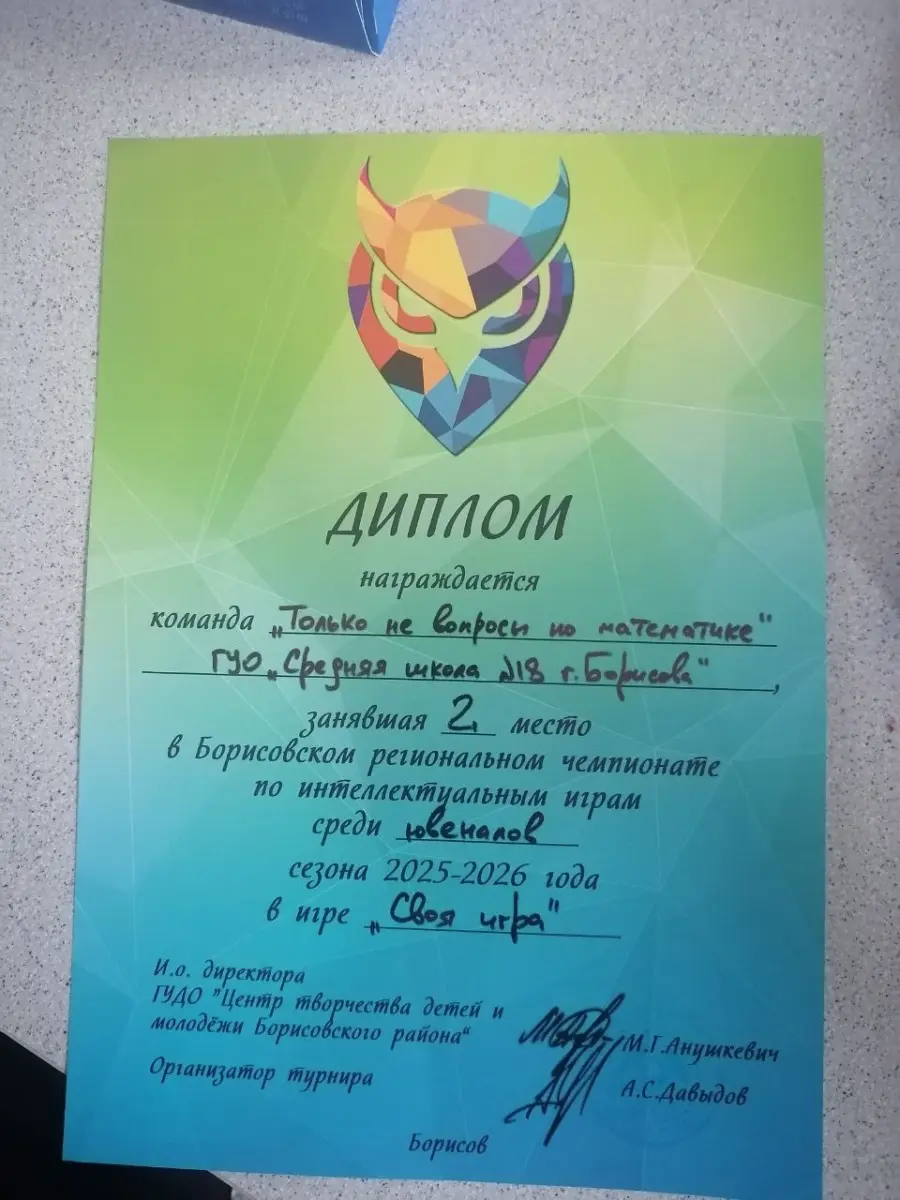 ДИПЛОМ
награждается
команда „Только не вопросы по математике"
ГУО „Средняя школа №18 г. Борисова",
занявшая 2 место
в Борисовском региональном чемпионате
по интеллектуальным играм
среди ювеналов
сезона 2025-2026 года
в игре „Своя игра"
И.о. директора
ГУДО "Центр творчества детей и
молодёжи Борисовского района“
М.Г.Анушкевич
Организатор турнира
А.С.Давыдов
Борисов